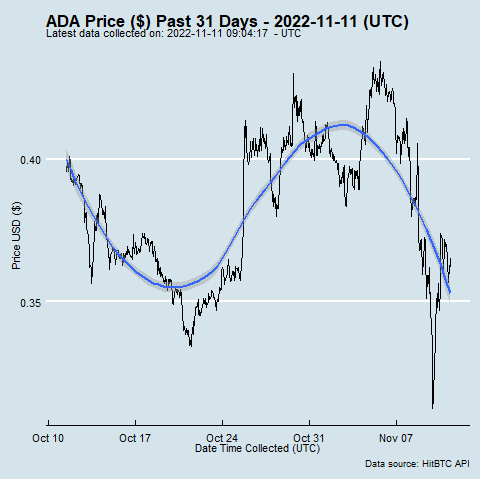 ADA Price ($) Past 31 Days - 2022-11-11 (UTC)
Latest data collected on: 2022-11-11 09:04:17  - UTC
Price USD ($)
0.40
0.35
Oct 10 Oct 17 Oct 24 Oct 31 Nov 07
Date Time Collected (UTC)
Data source: HitBTC API